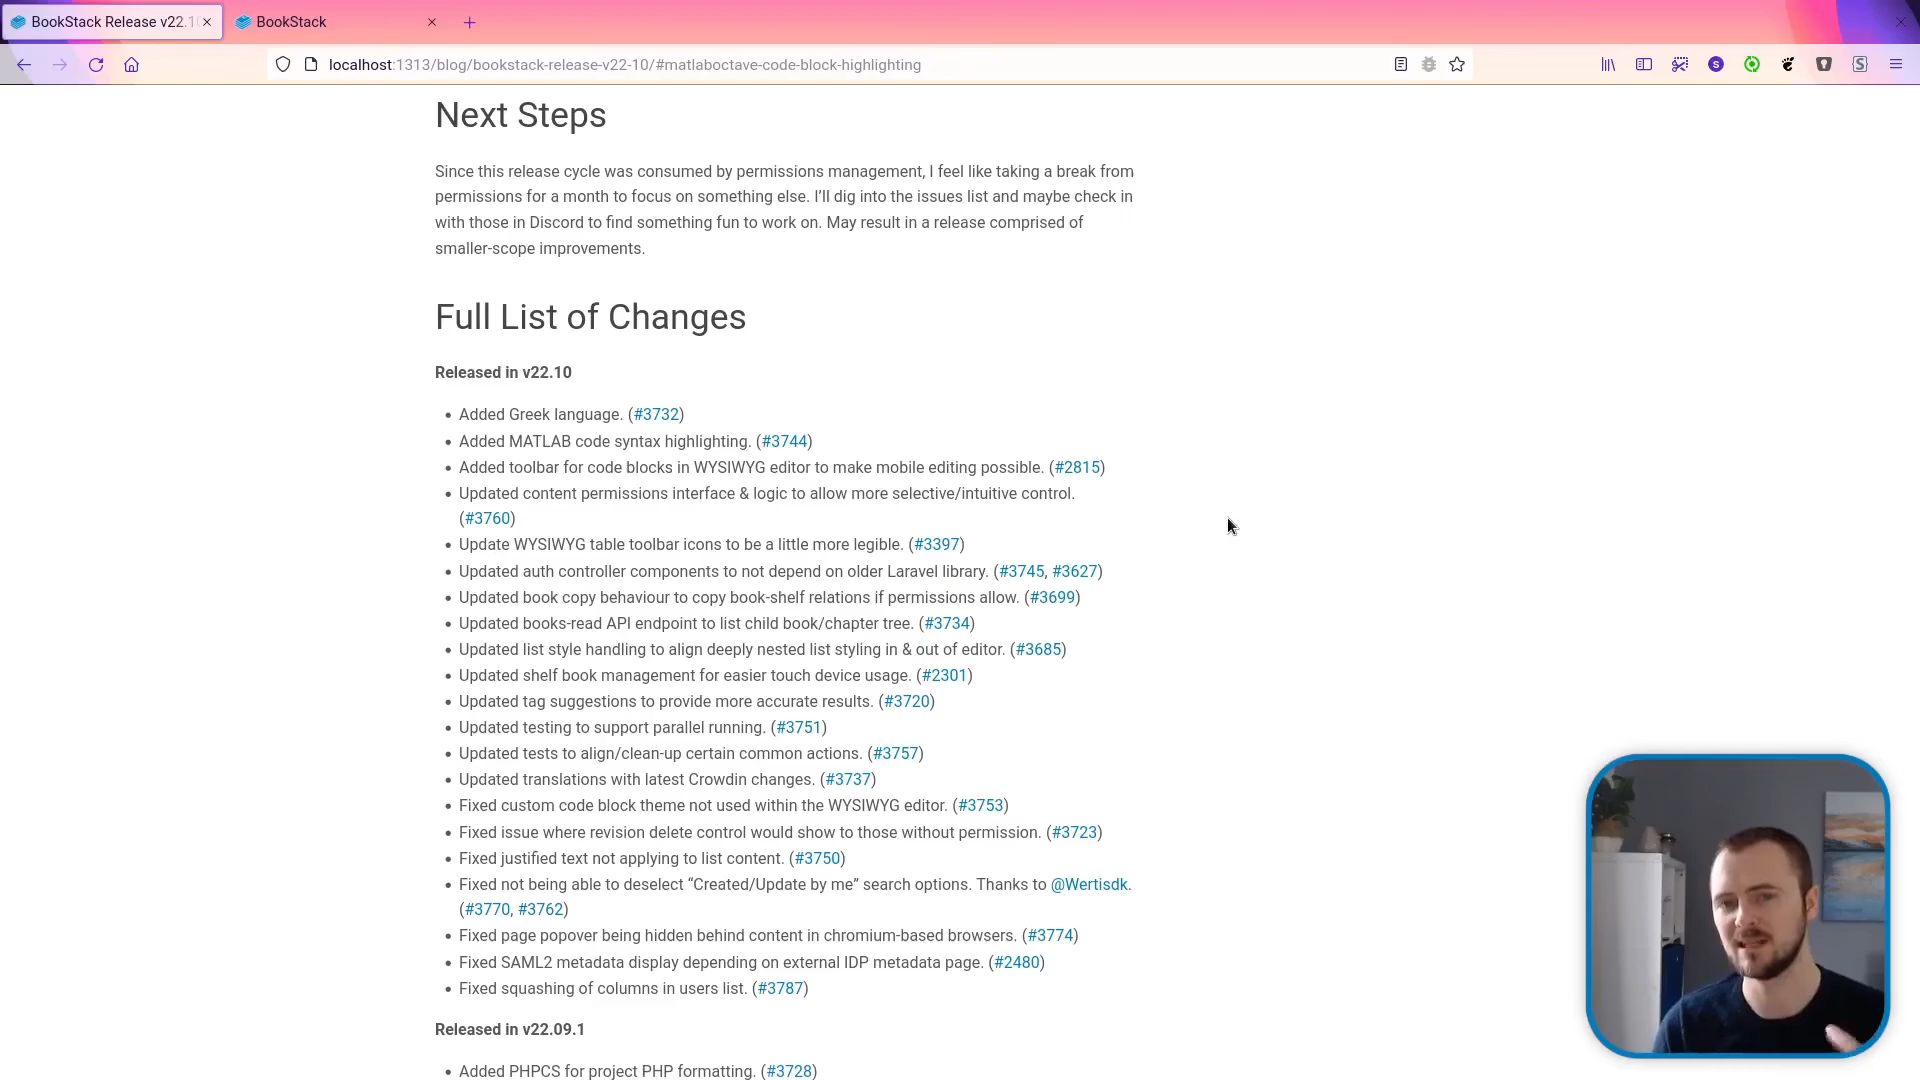 BookStack Release v22.1
BookStack
localhost:1313/blog/bookstack-release-v22-10/#matlaboctave-code-block-highlighting
Next Steps
Since this release cycle was consumed by permissions management, I feel like taking a break from
permissions for a month to focus on something else. I’ll dig into the issues list and maybe check in
with those in Discord to find something fun to work on. May result in a release comprised of
smaller-scope improvements.
Full List of Changes
Released in v22.10
• Added Greek language. (#3732)
• Added MATLAB code syntax highlighting. (#3744)
• Added toolbar for code blocks in WYSIWYG editor to make mobile editing possible. (#2815)
• Updated content permissions interface & logic to allow more selective/intuitive control.
(#3760)
• Update WYSIWYG table toolbar icons to be a little more legible. (#3397)
• Updated auth controller components to not depend on older Laravel library. (#3745, #3627)
• Updated book copy behaviour to copy book-shelf relations if permissions allow. (#3699)
• Updated books-read API endpoint to list child book/chapter tree. (#3734)
• Updated list style handling to align deeply nested list styling in & out of editor. (#3685)
• Updated shelf book management for easier touch device usage. (#2301)
• Updated tag suggestions to provide more accurate results. (#3720)
• Updated testing to support parallel running. (#3751)
• Updated tests to align/clean-up certain common actions. (#3757)
• Updated translations with latest Crowdin changes. (#3737)
• Fixed custom code block theme not used within the WYSIWYG editor. (#3753)
• Fixed issue where revision delete control would show to those without permission. (#3723)
• Fixed justified text not applying to list content. (#3750)
• Fixed not being able to deselect “Created/Update by me” search options. Thanks to @Wertisdk.
(#3770, #3762)
• Fixed page popover being hidden behind content in chromium-based browsers. (#3774)
• Fixed SAML2 metadata display depending on external IDP metadata page. (#2480)
• Fixed squashing of columns in users list. (#3787)
Released in v22.09.1
• Added PHPCS for project PHP formatting. (#3728)